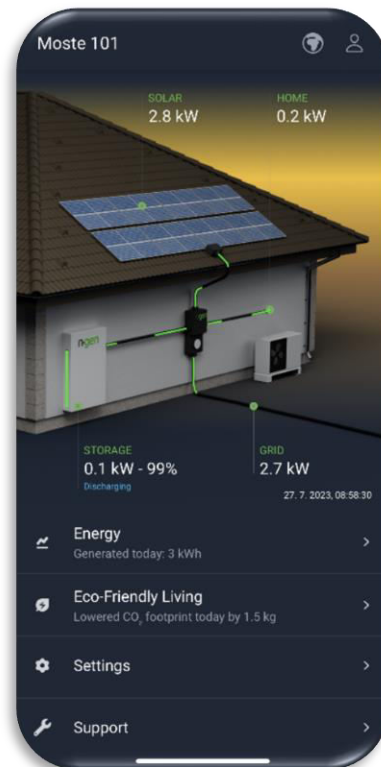 Moste 101
SOLAR
2.8 kW
HOME
0.2 kW
ngen
STORAGE
0.1 kW - 99%
Discharging
GRID
2.7 kW
27. 7. 2023, 08:58:30
Energy
Generated today: 3 kWh
Eco-Friendly Living
Lowered CO₂ footprint today by 1.5 kg
Settings
Support